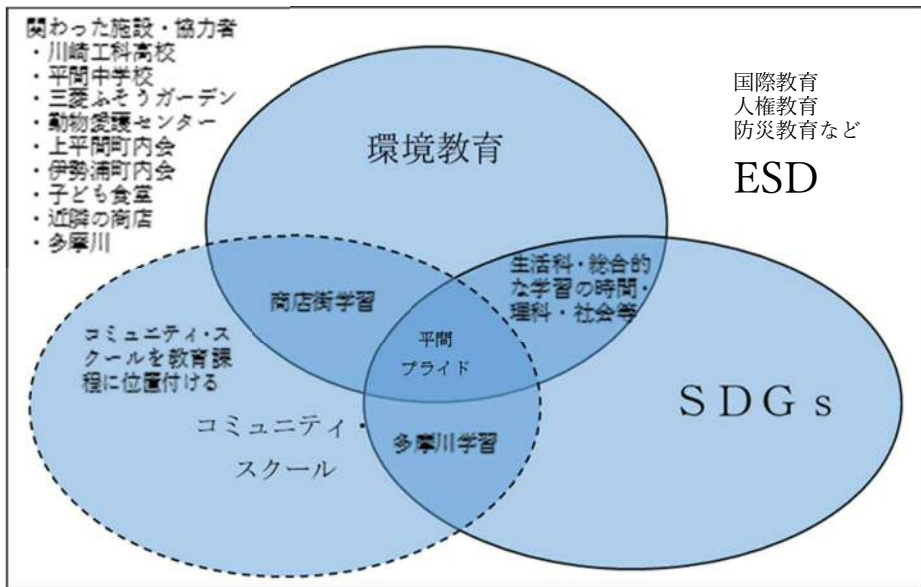 関わった施設・協力者
・川崎工科高校
・平間中学校
・三菱ふそうガーデン
・動物愛護センター
・上平間町内会
・伊勢浦町内会
・子ども食堂
・近隣の商店
・多摩川
国際教育
人権教育
防災教育など
ESD
環境教育
生活科・総合的
な学習の時間・
理科・社会等
商店街学習
平間
プライド
コミュニティ・ス
クールを教育課
程に位置付ける
コミュニティ・
スクール
多摩川学習
ＳＤＧｓ